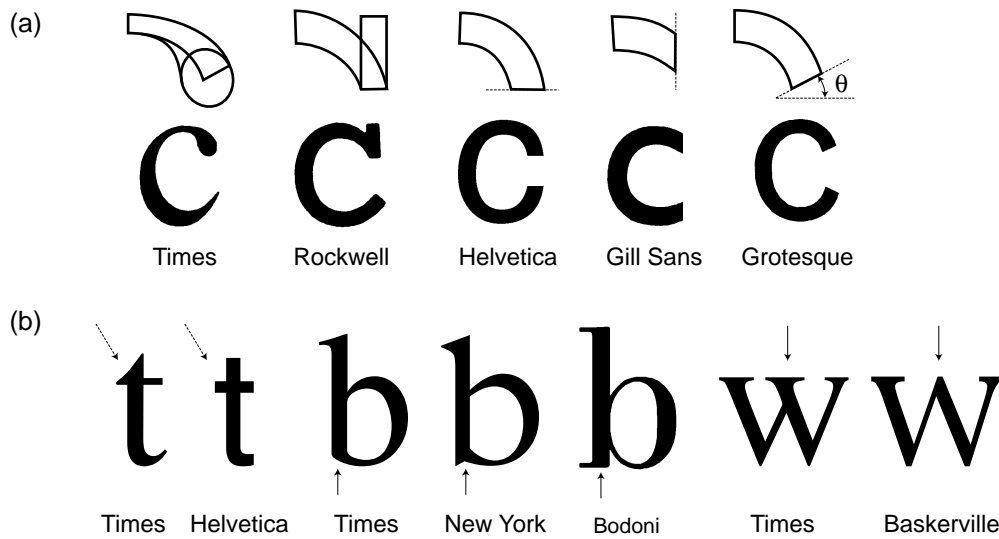 (a)
θ
c c c c c
Times Rockwell Helvetica Gill Sans Grotesque
(b)
t t b b b w w
Times Helvetica Times New York Bodoni Times Baskerville